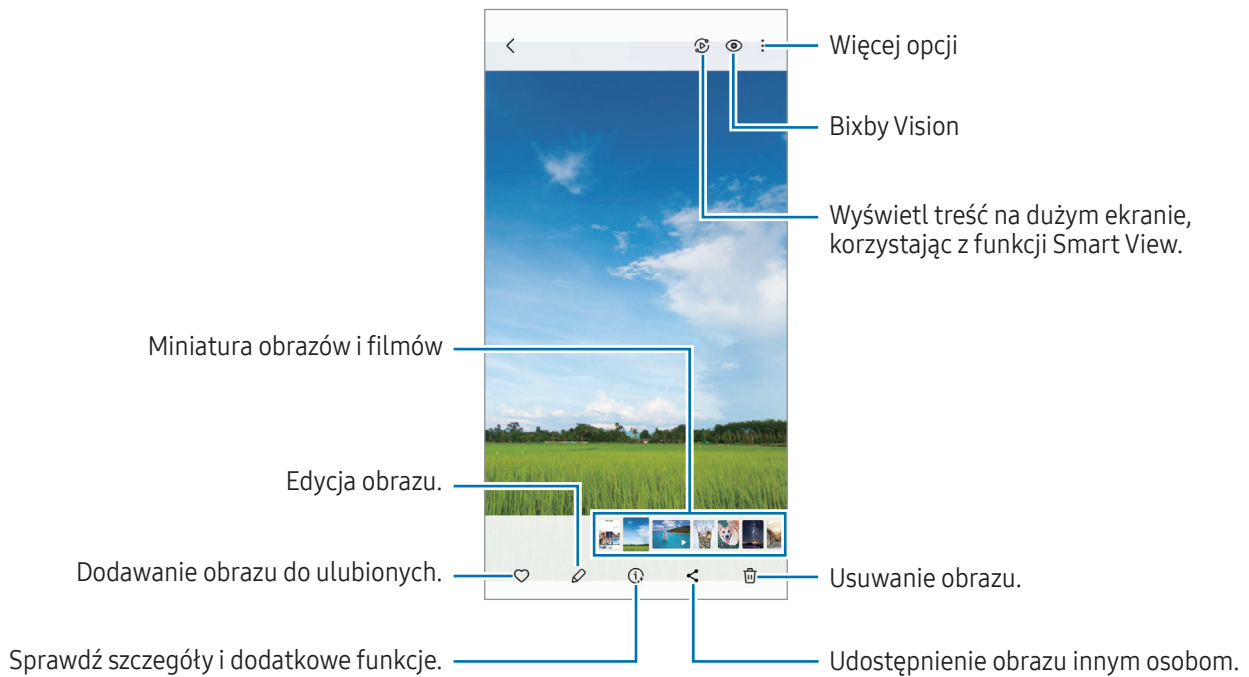 Więcej opcji
Bixby Vision
Wyświetl treść na dużym ekranie,
korzystając z funkcji Smart View.
Miniatura obrazów i filmów
Edycja obrazu.
Dodawanie obrazu do ulubionych.
Usuwanie obrazu.
Sprawdź szczegóły i dodatkowe funkcje.
Udostępnienie obrazu innym osobom.